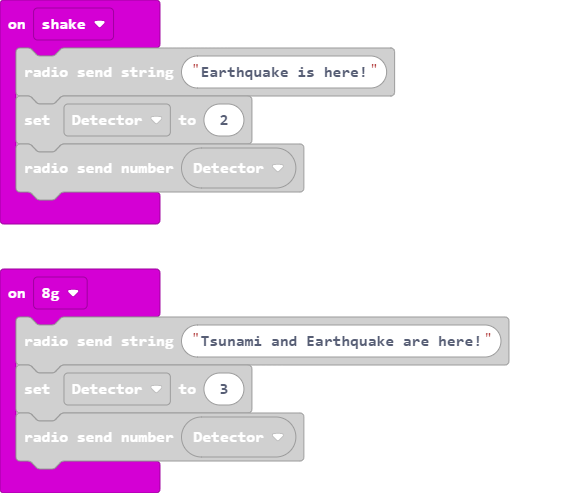 on shake
radio send string "Earthquake is here!"
set Detector to 2
radio send number Detector
on 8g
radio send string "Tsunami and Earthquake are here!"
set Detector to 3
radio send number Detector